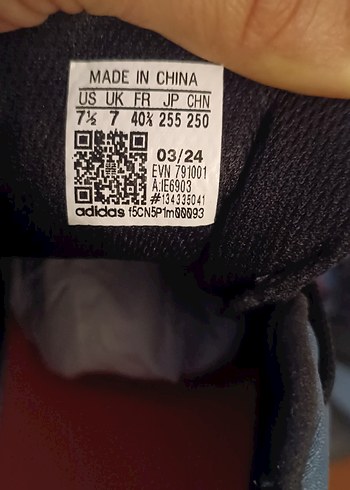 MADE IN CHINA
US UK FR JP CHN
7½ 7 40⅔ 255 250
03/24
EVN 791001
A:IE6903
#134335041
adidas f5CN5P1m00093